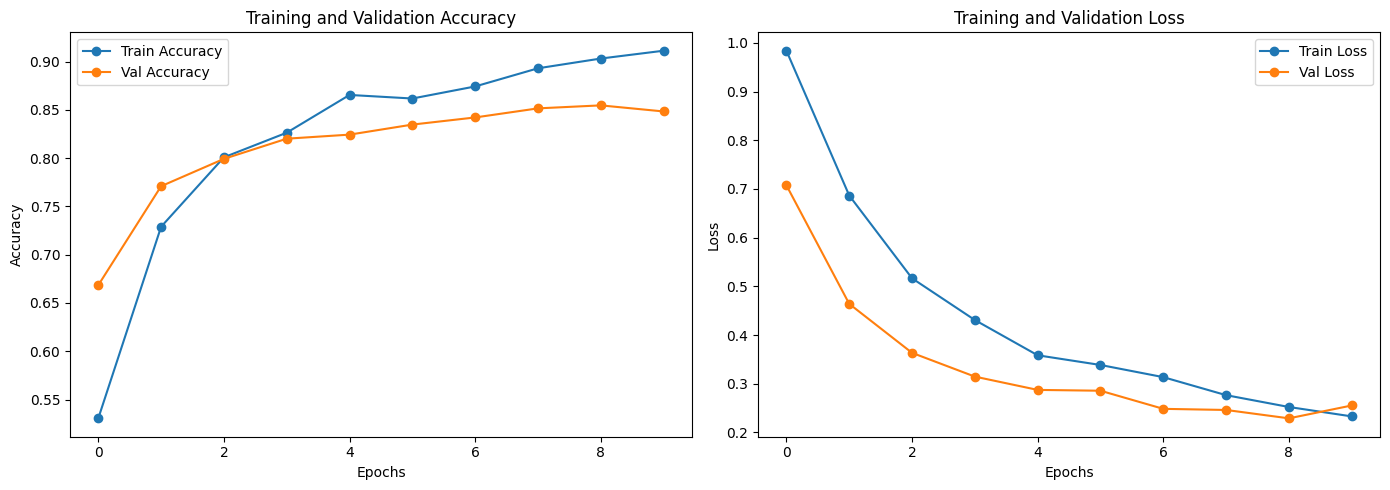 Training and Validation Accuracy
Train Accuracy
Val Accuracy
Accuracy
0.90
0.85
0.80
0.75
0.70
0.65
0.60
0.55
0 2 4 6 8
Epochs
Training and Validation Loss
Train Loss
Val Loss
Loss
1.0
0.9
0.8
0.7
0.6
0.5
0.4
0.3
0.2
0 2 4 6 8
Epochs